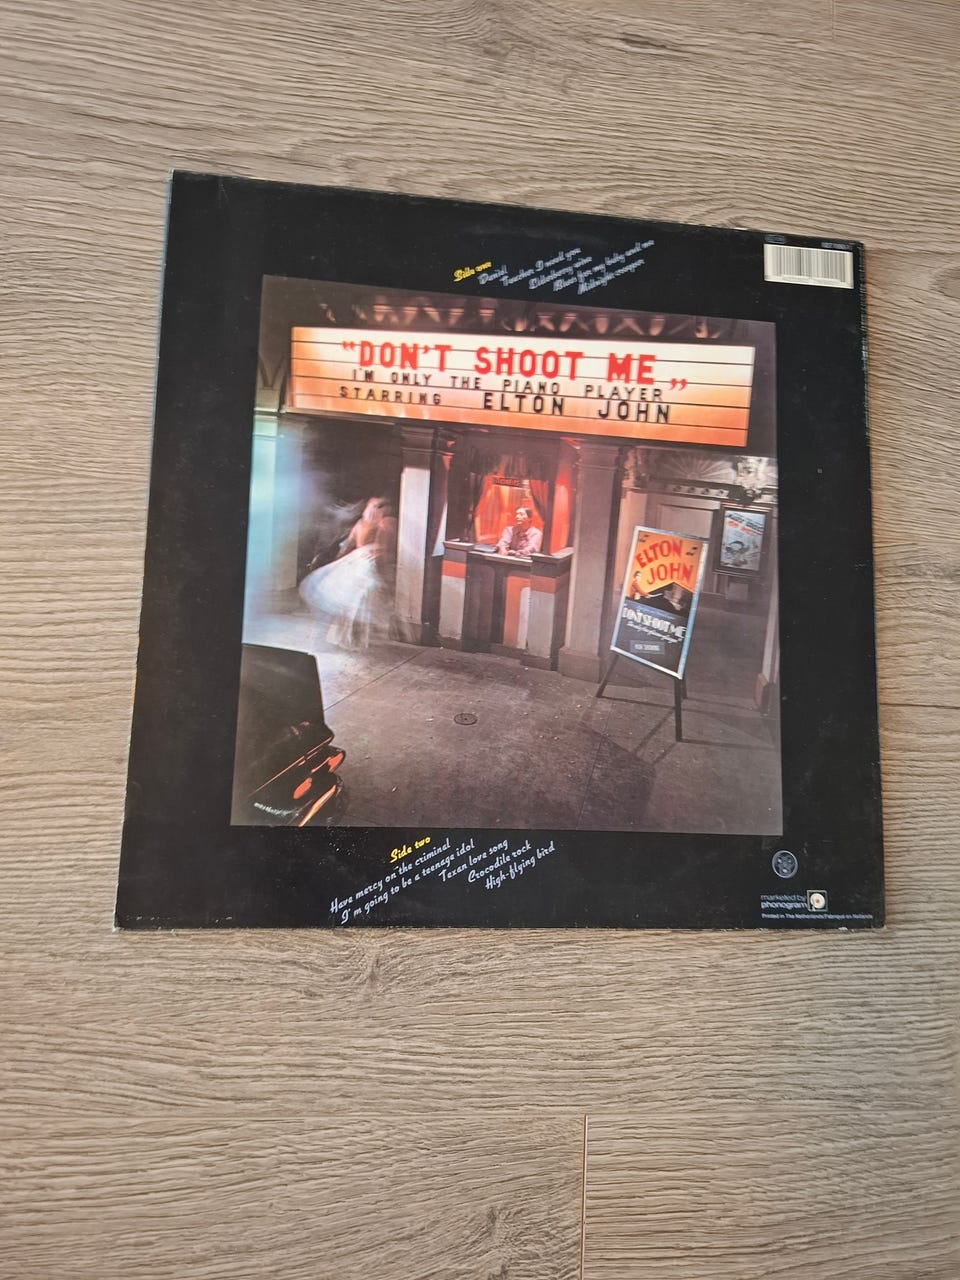 Side one
Daniel
Teacher I need you
Elderberry wine
Blues for my baby and me
Midnight creeper
"DON'T SHOOT ME
I'M ONLY THE PIANO PLAYER"
STARRING ELTON JOHN
ELTON
JOHN
DON'T SHOOT ME
NOW SHOWING
Side two
Have mercy on the criminal
I'm going to be a teenage idol
Texan love song
Crocodile rock
High-flying bird
marketed by
phonogram
Printed in The Netherlands/Fabriqué en Hollande